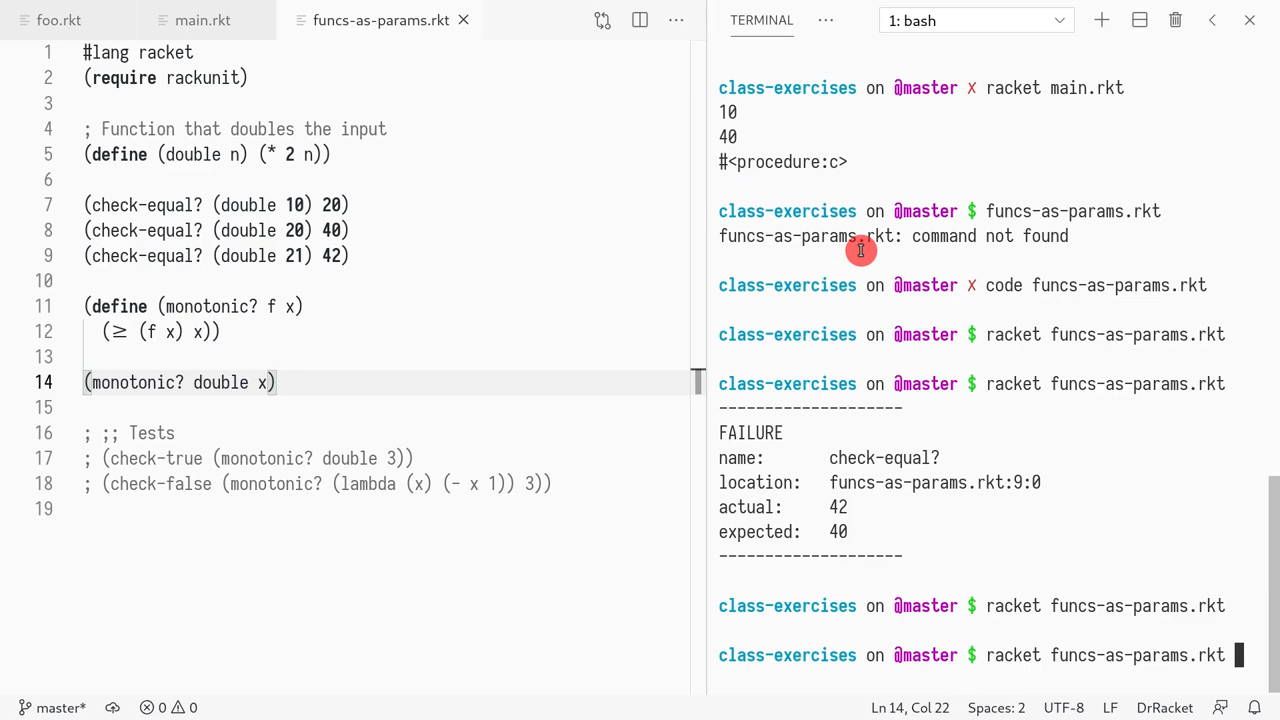 foo.rkt main.rkt funcs-as-params.rkt
1 #lang racket
2 (require rackunit)
3
4 ; Function that doubles the input
5 (define (double n) (* 2 n))
6
7 (check-equal? (double 10) 20)
8 (check-equal? (double 20) 40)
9 (check-equal? (double 21) 42)
10
11 (define (monotonic? f x)
12 (≥ (f x) x))
13
14 (monotonic? double x)
15
16 ; ;; Tests
17 ; (check-true (monotonic? double 3))
18 ; (check-false (monotonic? (lambda (x) (- x 1)) 3))
19
TERMINAL ··· 1: bash
class-exercises on @master ✗ racket main.rkt
10
40
#<procedure:c>
class-exercises on @master $ funcs-as-params.rkt
funcs-as-params.rkt: command not found
class-exercises on @master ✗ code funcs-as-params.rkt
class-exercises on @master $ racket funcs-as-params.rkt
class-exercises on @master $ racket funcs-as-params.rkt
--------------------
FAILURE
name: check-equal?
location: funcs-as-params.rkt:9:0
actual: 42
expected: 40
--------------------
class-exercises on @master $ racket funcs-as-params.rkt
class-exercises on @master $ racket funcs-as-params.rkt
master* 0 0 Ln 14, Col 22 Spaces: 2 UTF-8 LF DrRacket